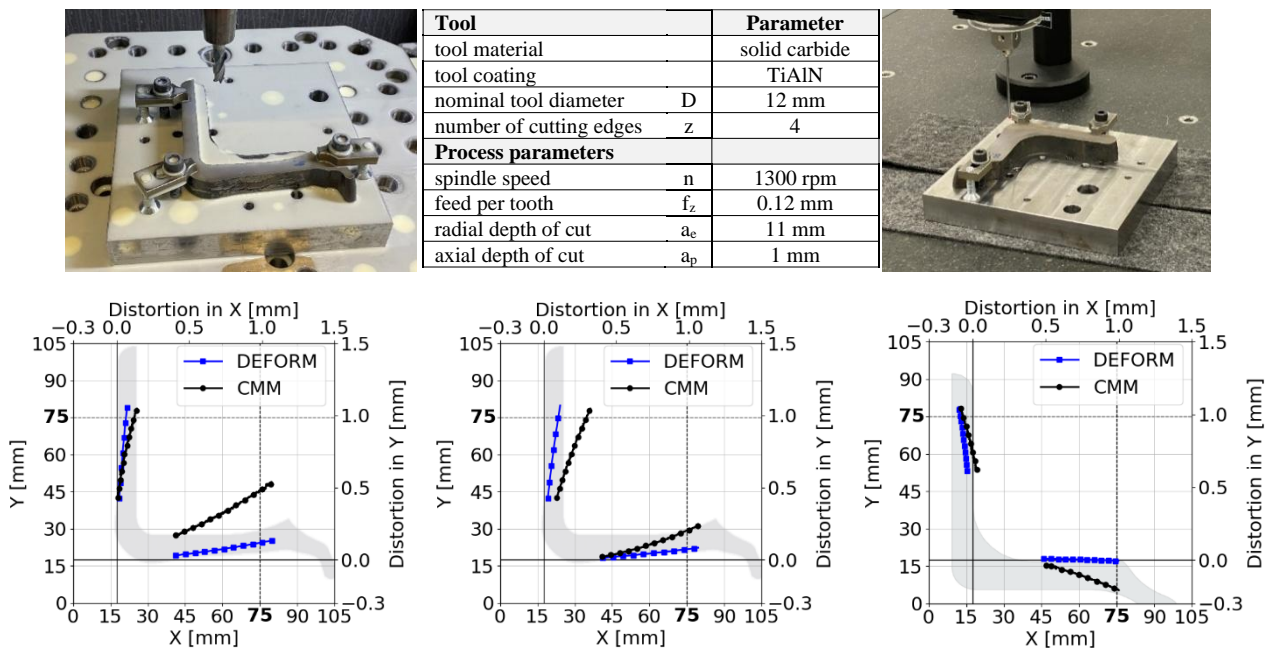 Tool Parameter
tool material solid carbide
tool coating TiAlN
nominal tool diameter D 12 mm
number of cutting edges z 4
Process parameters
spindle speed n 1300 rpm
feed per tooth fz 0.12 mm
radial depth of cut ae 11 mm
axial depth of cut ap 1 mm
Distortion in X [mm]
−0.3 0.0 0.5 1.0 1.5
105 90 75 60 45 30 15 0
Y [mm]
DEFORM
CMM
1.5 1.0 0.5 0.0 −0.3
Distortion in Y [mm]
0 15 30 45 60 75 90 105
X [mm]
Distortion in X [mm]
−0.3 0.0 0.5 1.0 1.5
105 90 75 60 45 30 15 0
Y [mm]
DEFORM
CMM
1.5 1.0 0.5 0.0 −0.3
Distortion in Y [mm]
0 15 30 45 60 75 90 105
X [mm]
Distortion in X [mm]
−0.3 0.0 0.5 1.0 1.5
105 90 75 60 45 30 15 0
Y [mm]
DEFORM
CMM
1.5 1.0 0.5 0.0 −0.3
Distortion in Y [mm]
0 15 30 45 60 75 90 105
X [mm]